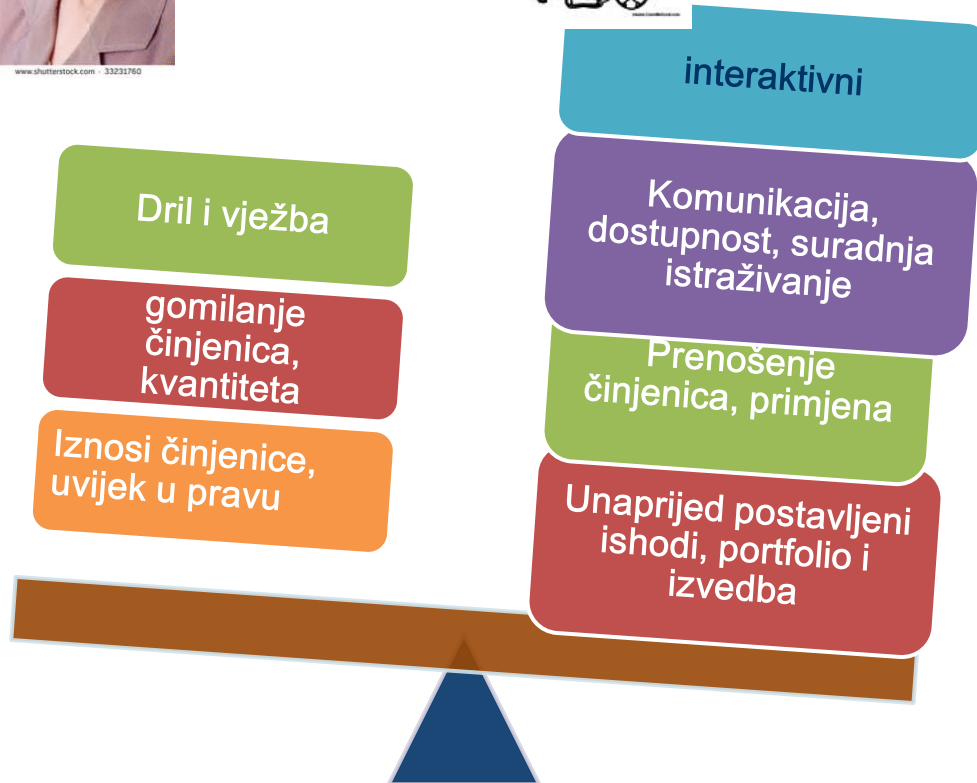 www.shutterstock.com · 33231760
interaktivni
Dril i vježba
Komunikacija,
dostupnost, suradnja
istraživanje
gomilanje
činjenica,
kvantiteta
Prenošenje
činjenica, primjena
Iznosi činjenice,
uvijek u pravu
Unaprijed postavljeni
ishodi, portfolio i
izvedba